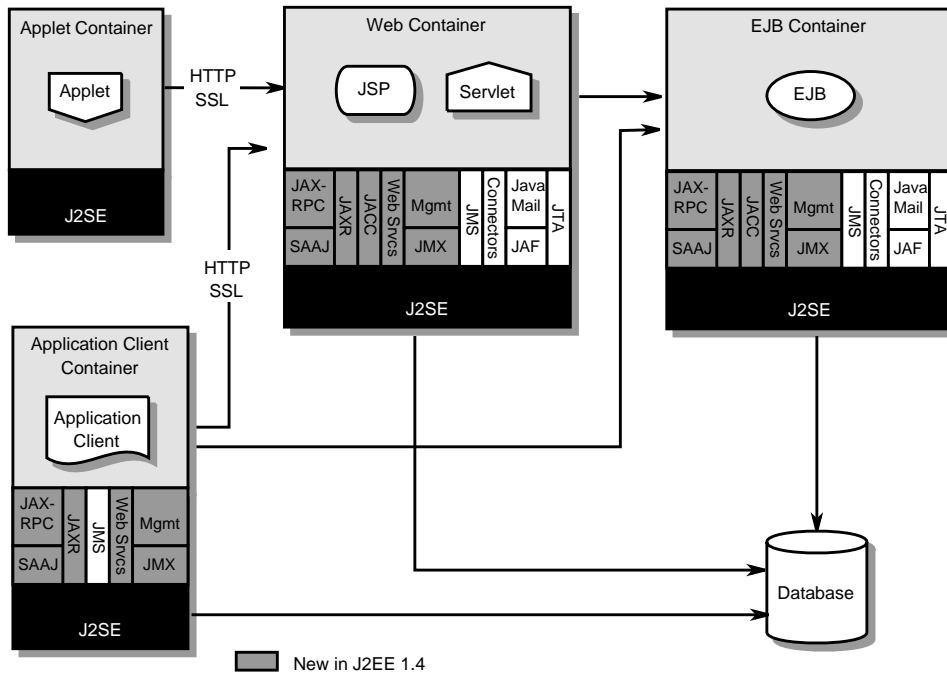 Applet Container
Applet
J2SE
HTTP
SSL
Web Container
JSP
Servlet
JAX-
RPC
SAAJ
JAXR
JACC
Web Srvcs
Mgmt
JMX
JMS
Connectors
Java
Mail
JAF
JTA
J2SE
EJB Container
EJB
JAX-
RPC
SAAJ
JAXR
JACC
Web Srvcs
Mgmt
JMX
JMS
Connectors
Java
Mail
JAF
JTA
J2SE
HTTP
SSL
Application Client
Container
Application
Client
JAX-
RPC
SAAJ
JAXR
JMS
Web Srvcs
Mgmt
JMX
J2SE
Database
New in J2EE 1.4